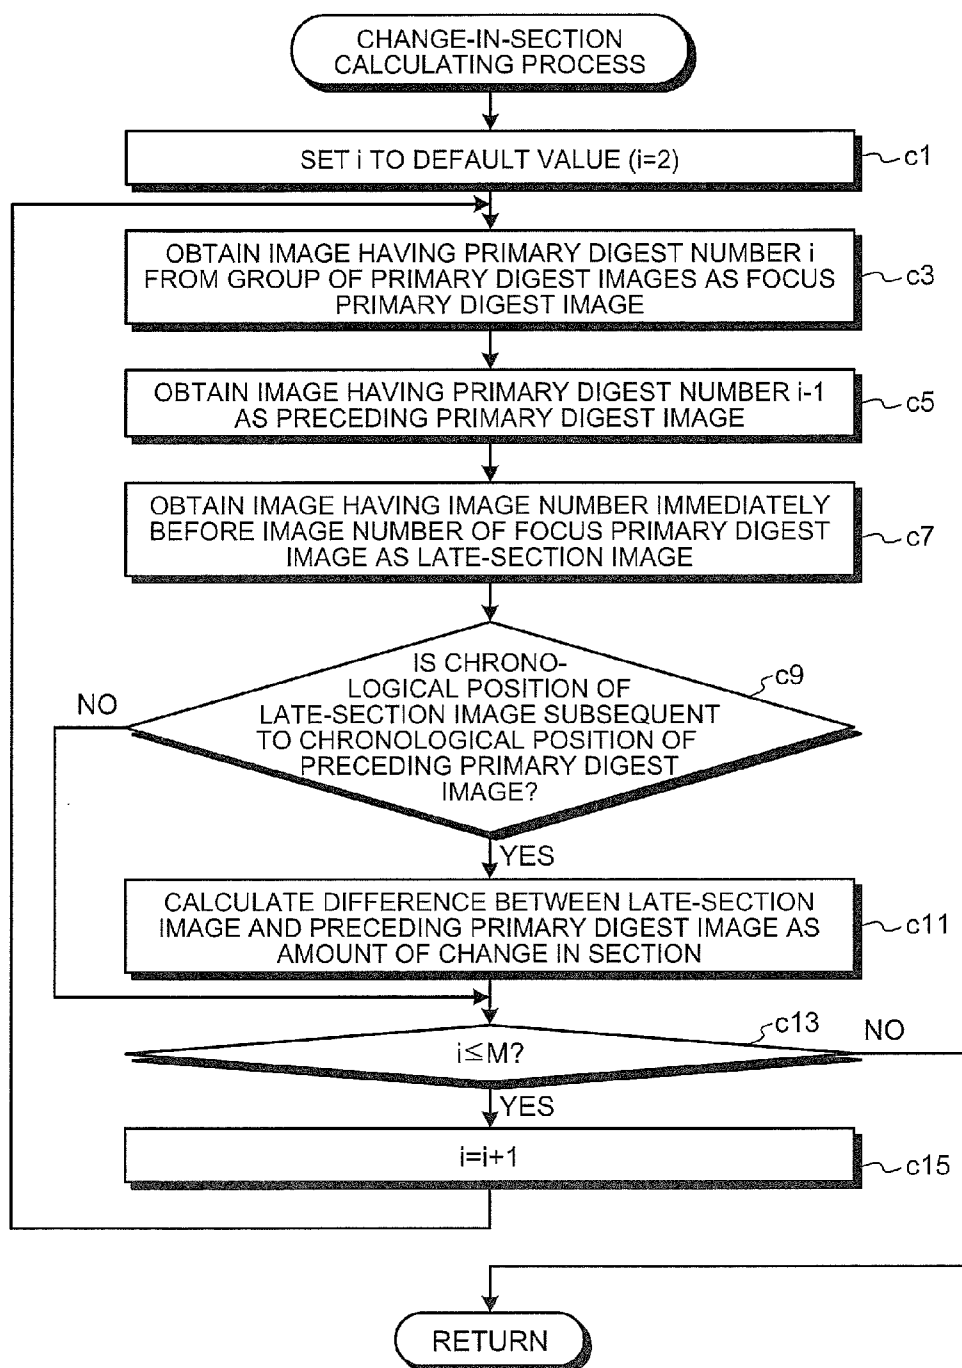 CHANGE-IN-SECTION
CALCULATING PROCESS
SET i TO DEFAULT VALUE (i=2)
c1
OBTAIN IMAGE HAVING PRIMARY DIGEST NUMBER i
FROM GROUP OF PRIMARY DIGEST IMAGES AS FOCUS
PRIMARY DIGEST IMAGE
c3
OBTAIN IMAGE HAVING PRIMARY DIGEST NUMBER i-1
AS PRECEDING PRIMARY DIGEST IMAGE
c5
OBTAIN IMAGE HAVING IMAGE NUMBER IMMEDIATELY
BEFORE IMAGE NUMBER OF FOCUS PRIMARY DIGEST
IMAGE AS LATE-SECTION IMAGE
c7
IS CHRONO-
LOGICAL POSITION OF
LATE-SECTION IMAGE SUBSEQUENT
TO CHRONOLOGICAL POSITION OF
PRECEDING PRIMARY DIGEST
IMAGE?
c9
NO
YES
CALCULATE DIFFERENCE BETWEEN LATE-SECTION
IMAGE AND PRECEDING PRIMARY DIGEST IMAGE AS
AMOUNT OF CHANGE IN SECTION
c11
i≤M?
c13
NO
YES
i=i+1
c15
RETURN